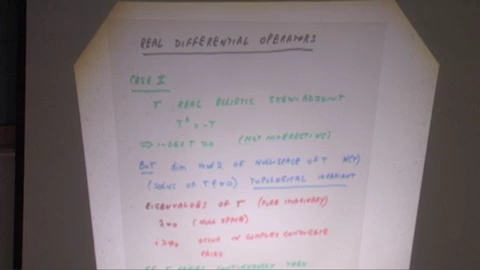 REAL DIFFERENTIAL OPERATORS
CASE I
T REAL ELLIPTIC SKEW-ADJOINT
T* = -T
⇒ INDEX T = 0 (NOT INTERESTING)
BUT dim mod 2 of NULL-SPACE OF T N(T)
(SOLNS OF Tf=0) TOPOLOGICAL INVARIANT
EIGENVALUES OF T (PURE IMAGINARY)
λ=0 (NULL SPACE)
OCCUR IN COMPLEX CONJUGATE
PAIRS
CONTINUOUSLY THEN